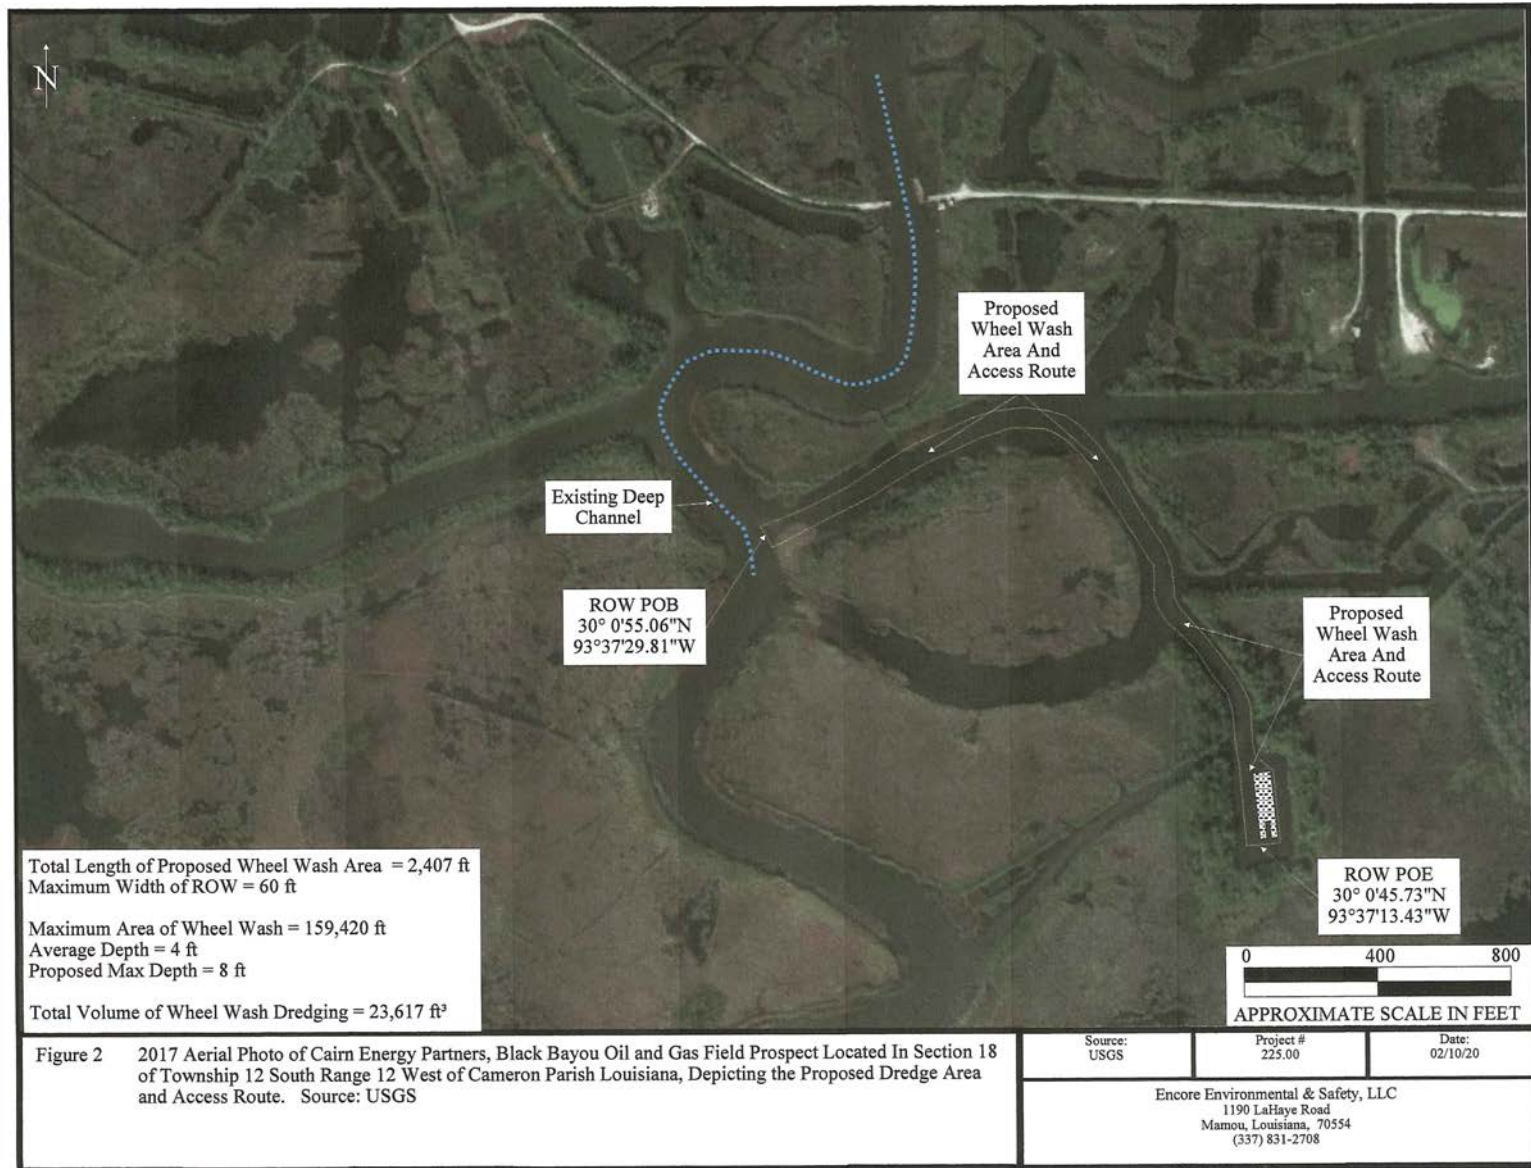 N
Proposed
Wheel Wash
Area And
Access Route
Existing Deep
Channel
ROW POB
30° 0'55.06"N
93°37'29.81"W
Proposed
Wheel Wash
Area And
Access Route
ROW POE
30° 0'45.73"N
93°37'13.43"W
Total Length of Proposed Wheel Wash Area = 2,407 ft
Maximum Width of ROW = 60 ft
Maximum Area of Wheel Wash = 159,420 ft
Average Depth = 4 ft
Proposed Max Depth = 8 ft
Total Volume of Wheel Wash Dredging = 23,617 ft³
0 400 800
APPROXIMATE SCALE IN FEET
Figure 2 2017 Aerial Photo of Cairn Energy Partners, Black Bayou Oil and Gas Field Prospect Located In Section 18
of Township 12 South Range 12 West of Cameron Parish Louisiana, Depicting the Proposed Dredge Area
and Access Route. Source: USGS
Source:
USGS
Project #
225.00
Date:
02/10/20
Encore Environmental & Safety, LLC
1190 LaHaye Road
Mamou, Louisiana, 70554
(337) 831-2708